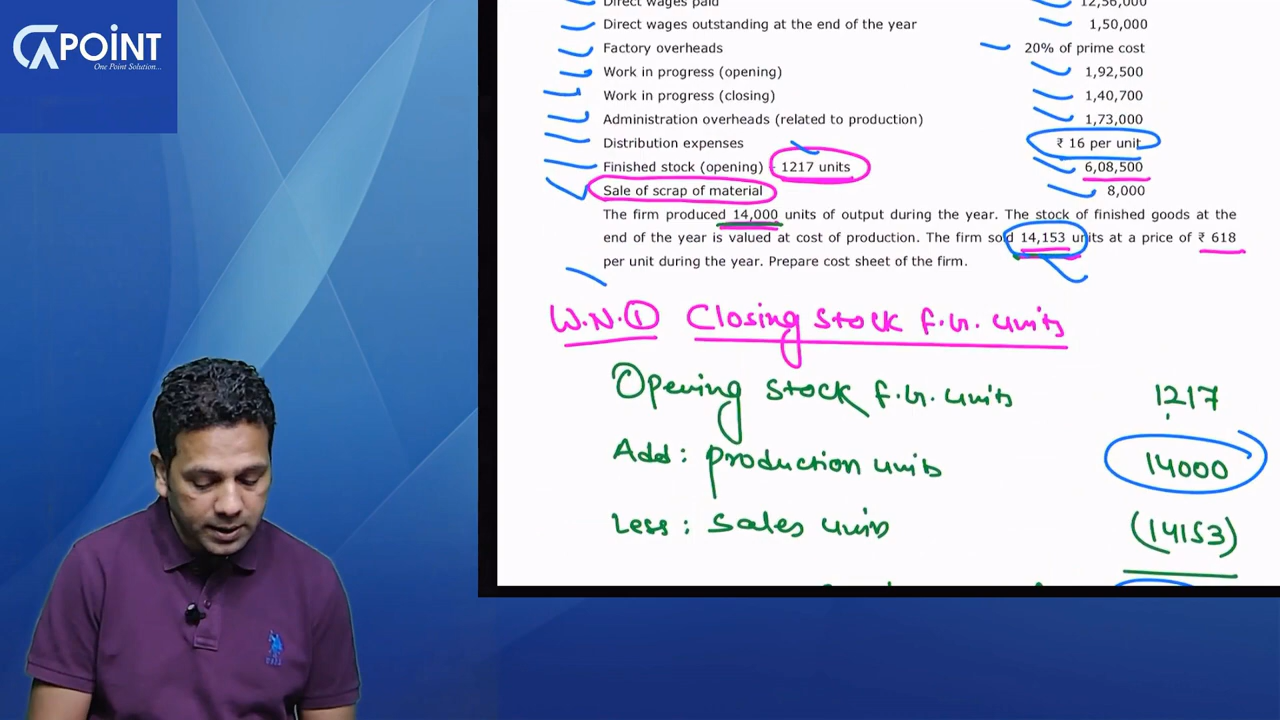 CAPOINT
One Point Solution...
Direct wages paid 12,56,000
Direct wages outstanding at the end of the year 1,50,000
Factory overheads 20% of prime cost
Work in progress (opening) 1,92,500
Work in progress (closing) 1,40,700
Administration overheads (related to production) 1,73,000
Distribution expenses ₹ 16 per unit
Finished stock (opening) - 1217 units 6,08,500
Sale of scrap of material 8,000
The firm produced 14,000 units of output during the year. The stock of finished goods at the
end of the year is valued at cost of production. The firm sold 14,153 units at a price of ₹ 618
per unit during the year. Prepare cost sheet of the firm.
W.N.① Closing Stock f.G. units
Opening stock f.G. units 1217
Add: production units 14000
Less: Sales units (14153)